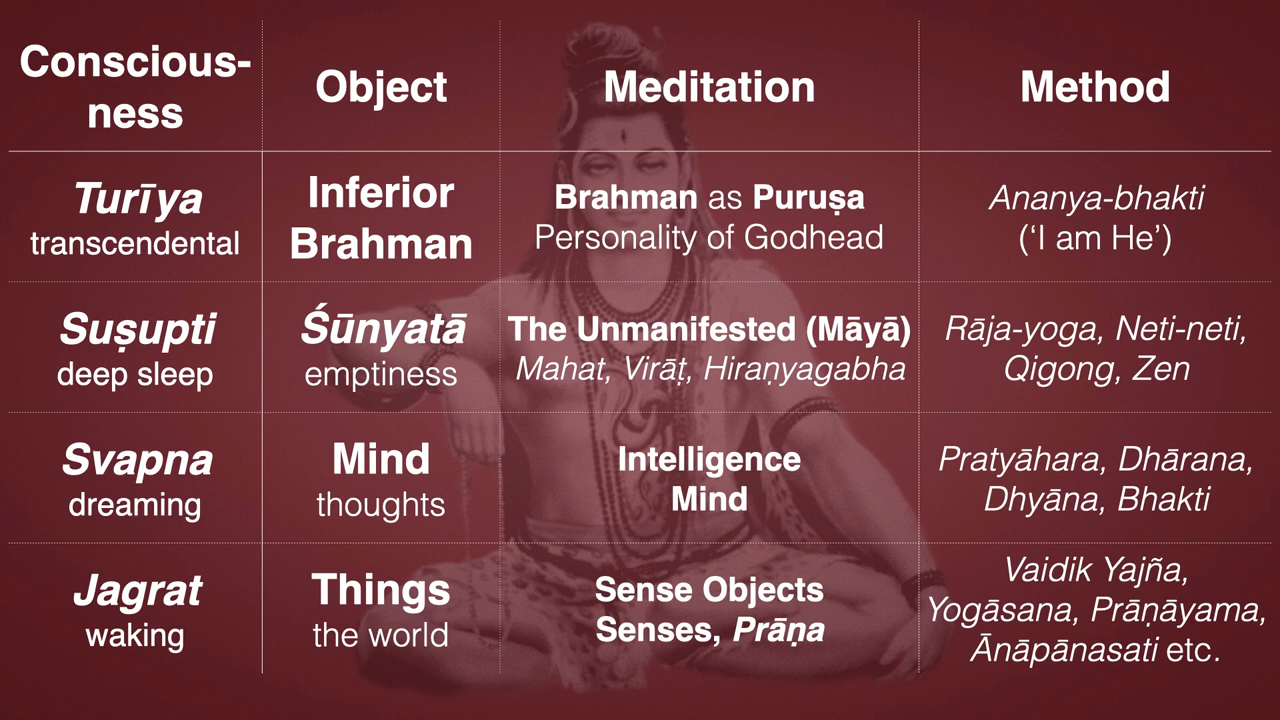 Conscious-
ness
Object
Meditation
Method
Turīya
transcendental
Inferior
Brahman
Brahman as Puruṣa
Personality of Godhead
Ananya-bhakti
(‘I am He’)
Suṣupti
deep sleep
Śūnyatā
emptiness
The Unmanifested (Māyā)
Mahat, Virāṭ, Hiraṇyagabha
Rāja-yoga, Neti-neti,
Qigong, Zen
Svapna
dreaming
Mind
thoughts
Intelligence
Mind
Pratyāhara, Dhārana,
Dhyāna, Bhakti
Jagrat
waking
Things
the world
Sense Objects
Senses, Prāṇa
Vaidik Yajña,
Yogāsana, Prāṇāyama,
Ānāpānasati etc.